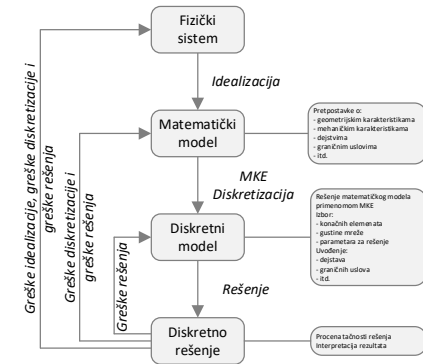 Fizički
sistem
Idealizacija
Matematički
model
Pretpostavke o:
- geometrijskim karakteristikama
- mehaničkim karakteristikama
- dejstvima
- graničnim uslovima
- itd.
MKE
Diskretizacija
Diskretni
model
Rešenje matematičkog modela
primenomom MKE
Izbor:
- konačnih elemenata
- gustine mreže
- parametara za rešenje
Uvođenje:
- dejstava
- graničnih uslova
- itd.
Rešenje
Diskretno
rešenje
Procena tačnosti rešenja
Interpretacija rezultata
Greške idealizacije, greške diskretizacije i
greške rešenja
Greške diskretizacije i
greške rešenja
Greške rešenja